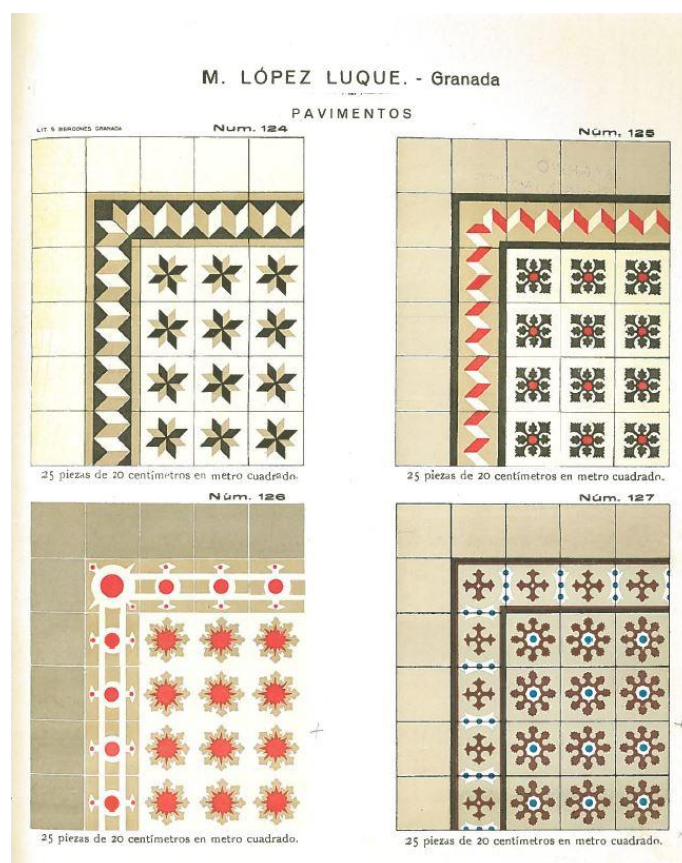 M. LÓPEZ LUQUE. - Granada
PAVIMENTOS
LIT. S. GRANADA
Num. 124
Núm. 125
25 piezas de 20 centímetros en metro cuadrado.
25 piezas de 20 centímetros en metro cuadrado.
Núm. 126
Núm. 127
25 piezas de 20 centímetros en metro cuadrado.
25 piezas de 20 centímetros en metro cuadrado.